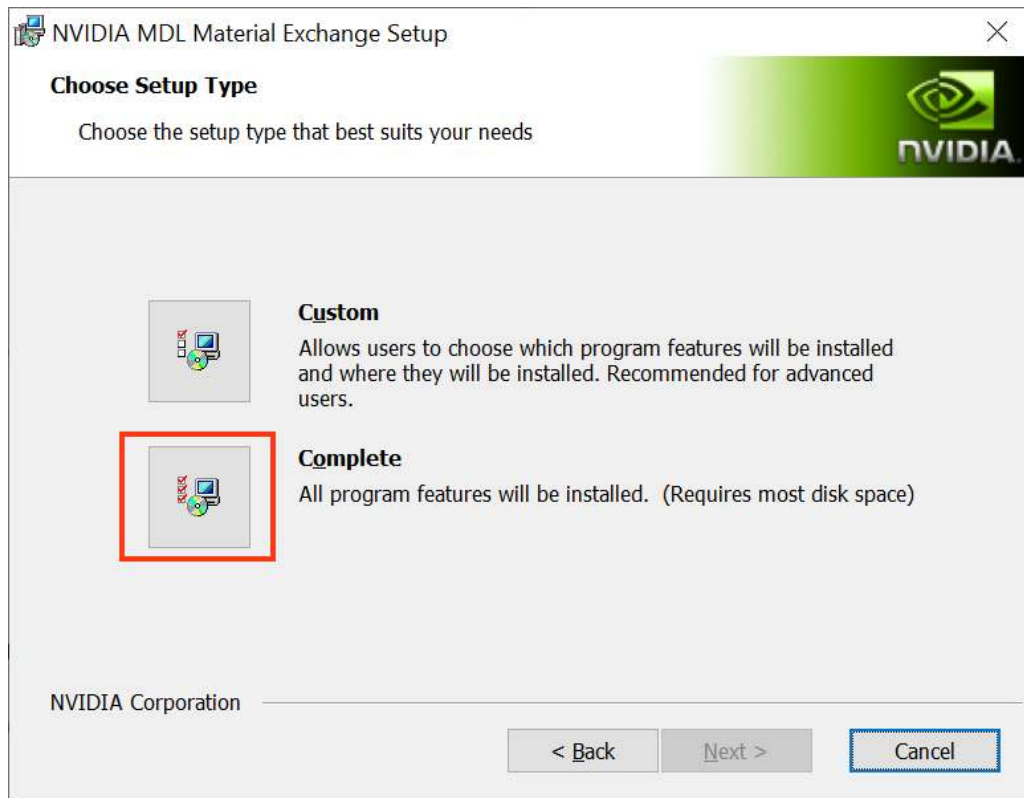 NVIDIA MDL Material Exchange Setup
Choose Setup Type
Choose the setup type that best suits your needs
NVIDIA.
Custom
Allows users to choose which program features will be installed
and where they will be installed. Recommended for advanced
users.
Complete
All program features will be installed.  (Requires most disk space)
NVIDIA Corporation
< Back
Next >
Cancel